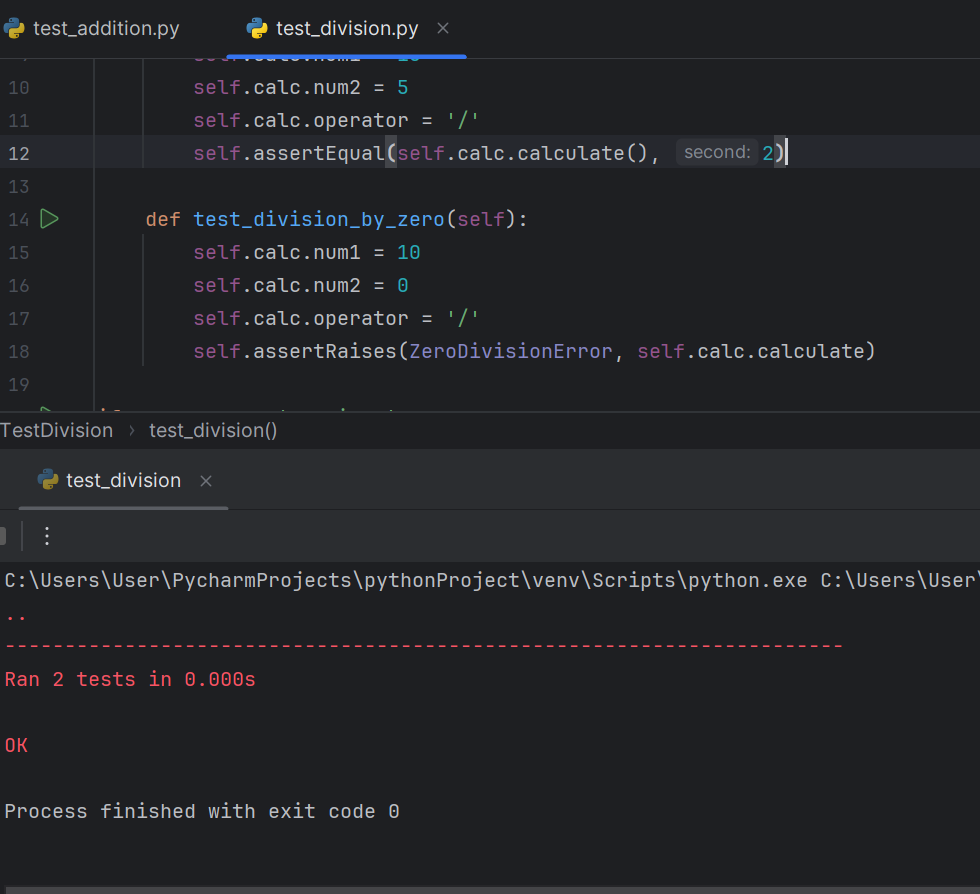 test_addition.py test_division.py
10 self.calc.num2 = 5
11 self.calc.operator = '/'
12 self.assertEqual(self.calc.calculate(), second: 2)
13
14 def test_division_by_zero(self):
15 self.calc.num1 = 10
16 self.calc.num2 = 0
17 self.calc.operator = '/'
18 self.assertRaises(ZeroDivisionError, self.calc.calculate)
19
TestDivision › test_division()
test_division
C:\Users\User\PycharmProjects\pythonProject\venv\Scripts\python.exe C:\Users\User\
..
----------------------------------------------------------------------
Ran 2 tests in 0.000s
OK
Process finished with exit code 0